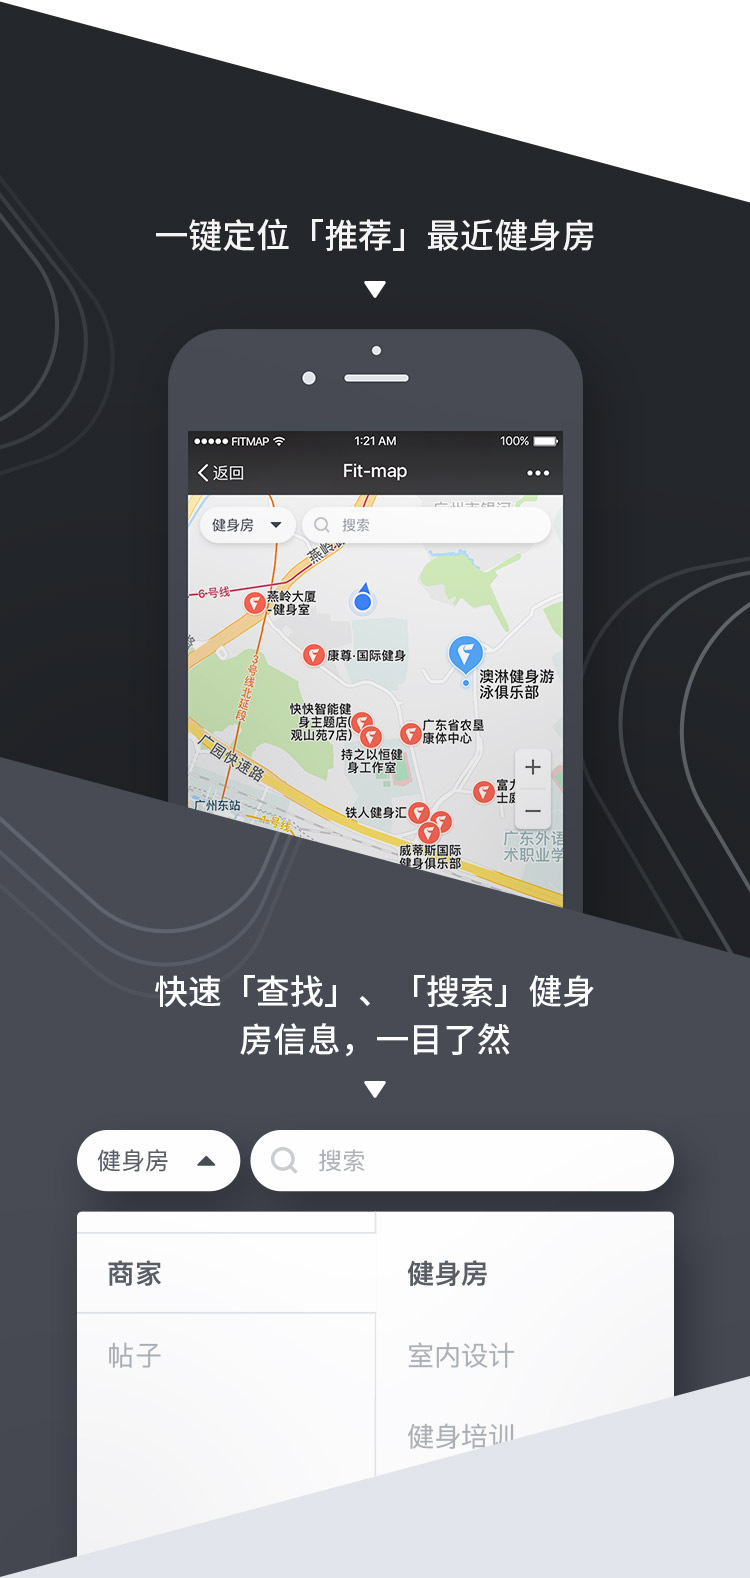 一键定位「推荐」最近健身房
FITMAP
1:21 AM
100%
返回
Fit-map
健身房
搜索
燕岭
6号线
燕岭大厦
-健身室
康尊·国际健身
3号线北延段
澳淋健身游
泳俱乐部
快快智能健
身主题店(
观山苑7店)
广东省农垦
康体中心
持之以恒健
身工作室
广园快速路
富力
广州东站
铁人健身汇
1号线
威蒂斯国际
健身俱乐部
广东外语
术职业学
快速「查找」、「搜索」健身
房信息，一目了然
健身房
搜索
商家
健身房
帖子
室内设计
健身培训